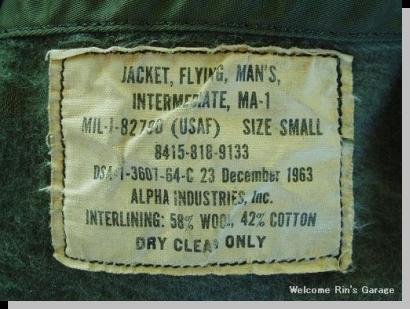 JACKET, FLYING, MAN'S,
INTERMEDIATE, MA-1
MIL-J-8279D (USAF) SIZE SMALL
8415-818-9133
DSA-1-3601-64-C 23 December 1963
ALPHA INDUSTRIES, Inc.
INTERLINING: 58% WOOL, 42% COTTON
DRY CLEAN ONLY
Welcome Rin's Garage